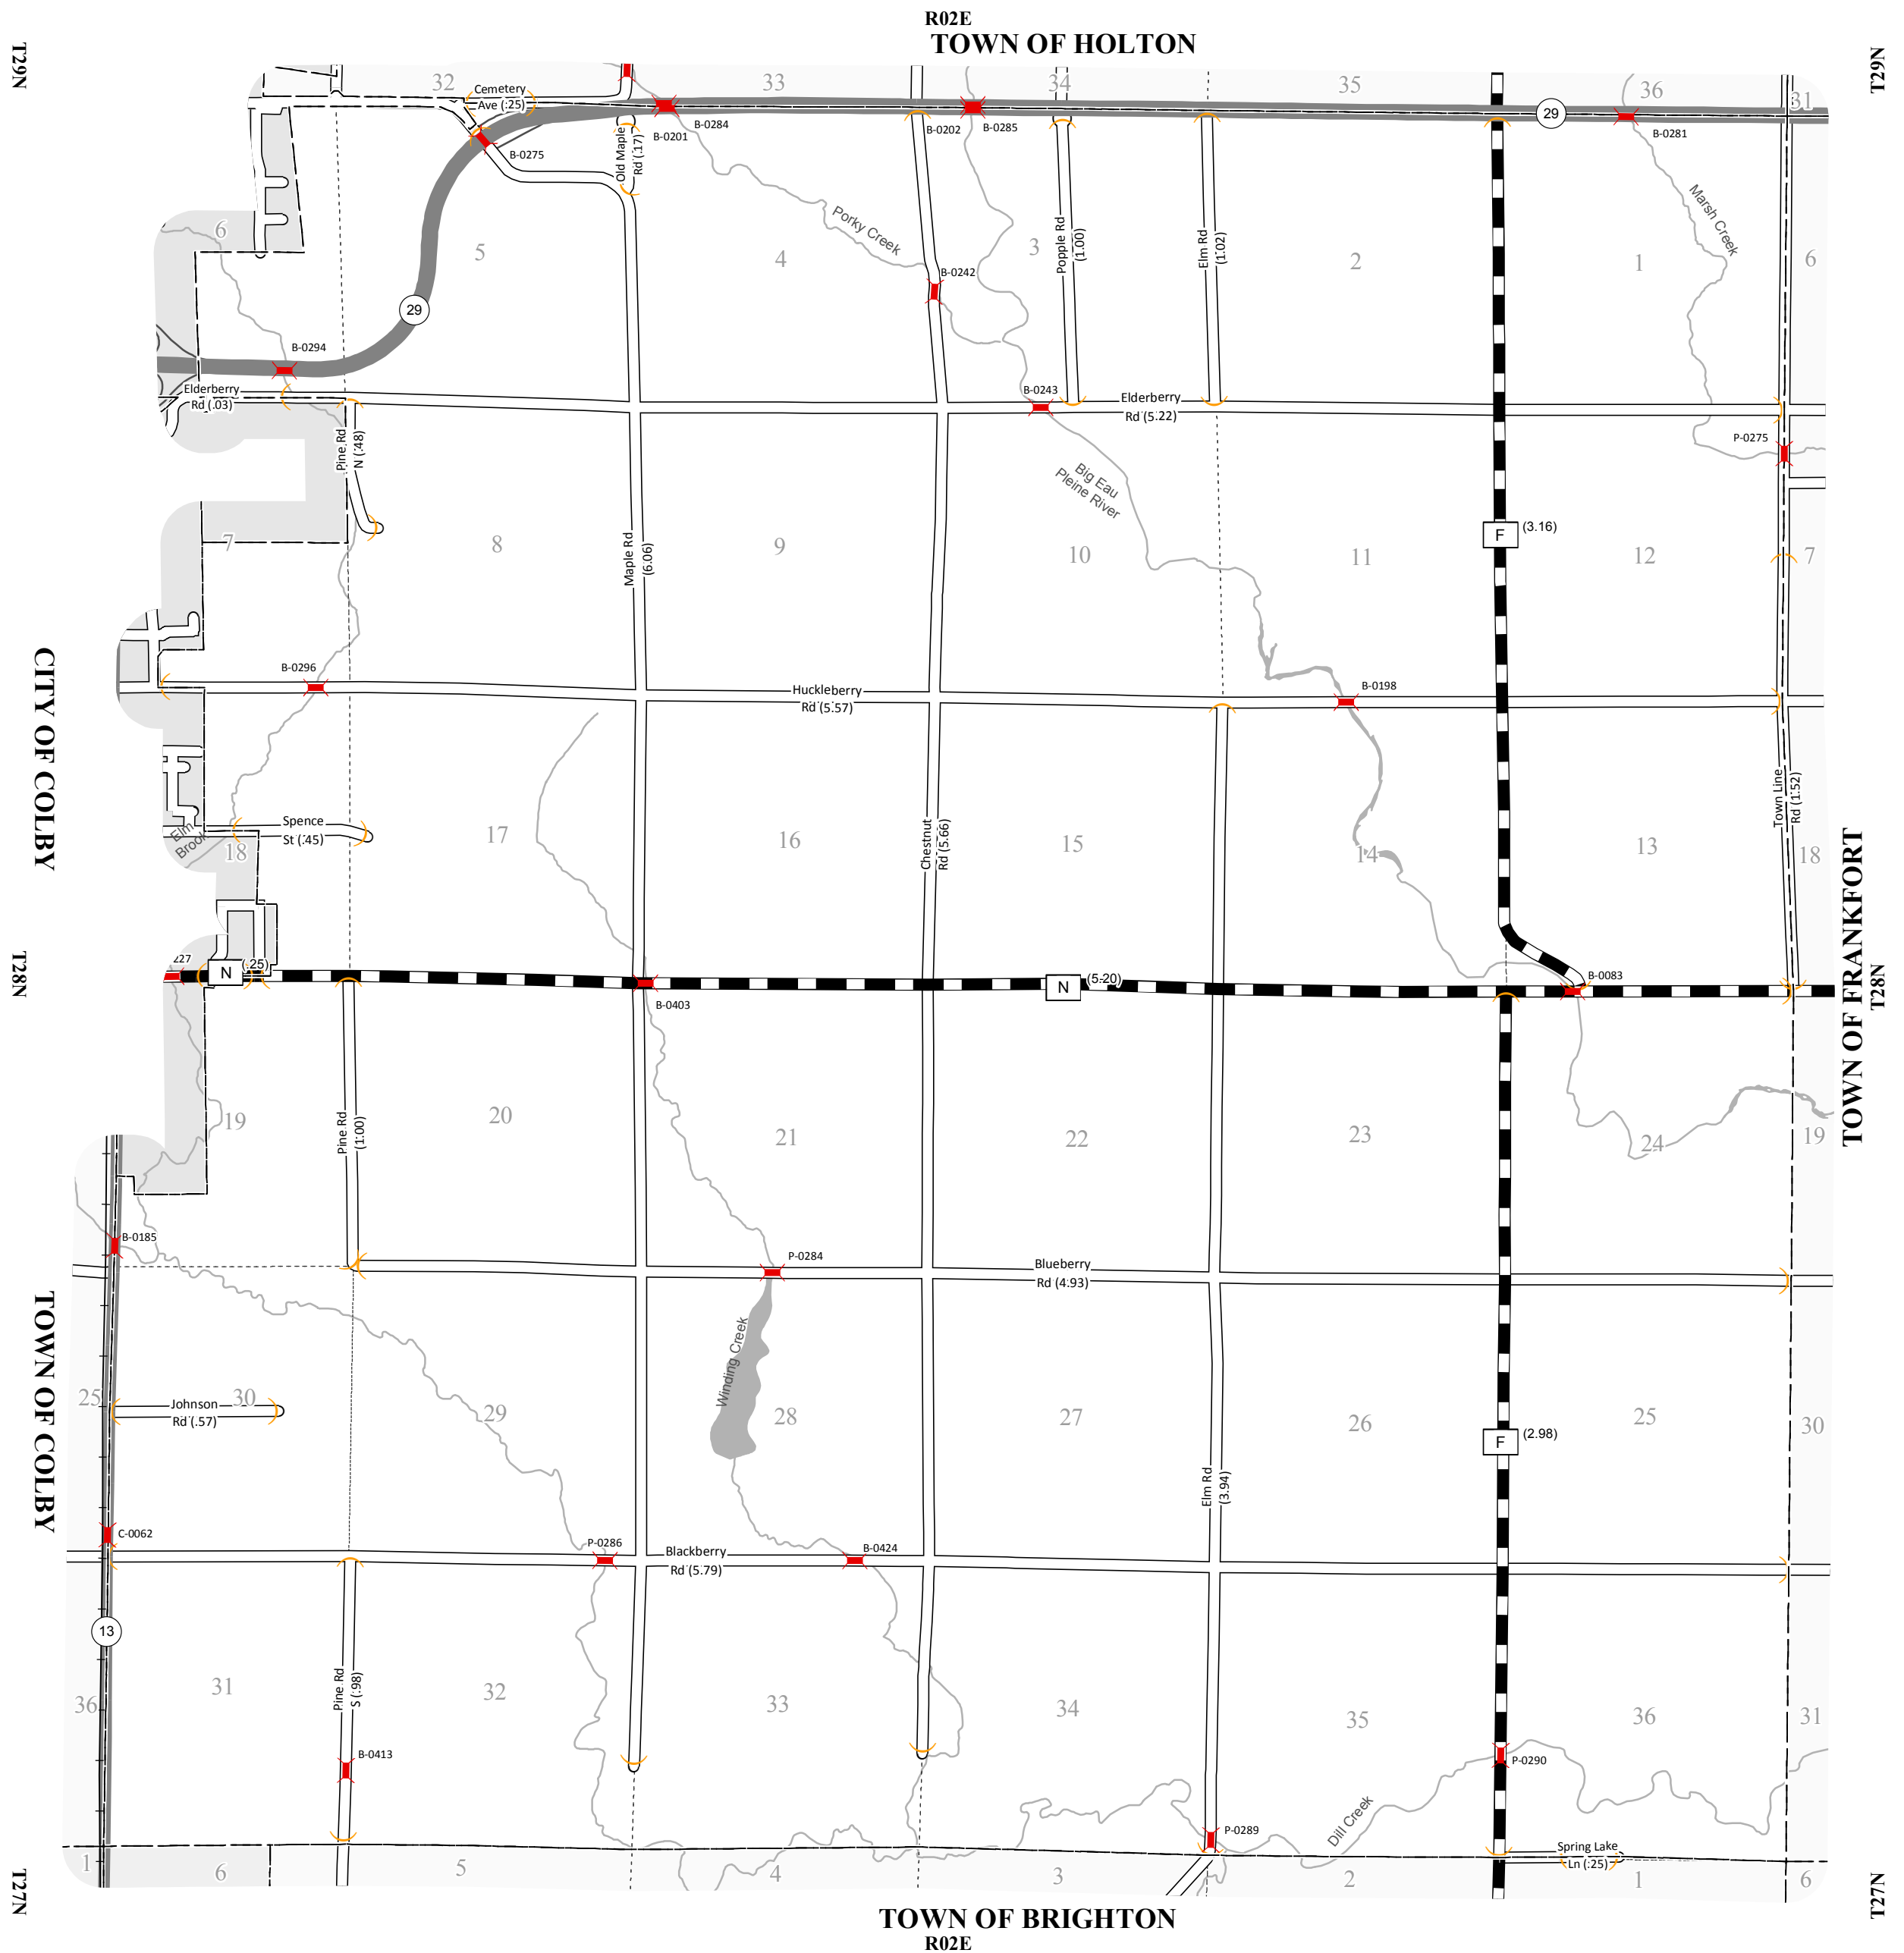 R02E
TOWN OF HOLTON
T29N
T29N
32
33
34
35
36
31
Cemetery
Ave (.25)
29
B-0201
B-0284
B-0202
B-0285
B-0281
B-0275
Old Maple
Rd (.17)
6
5
4
3
2
1
6
Porky Creek
Popple Rd
(1.00)
Elm Rd
(1.02)
Marsh Creek
B-0242
29
B-0294
Elderberry
Rd (.03)
B-0243
Elderberry
Rd (5.22)
Pine Rd
N (.48)
P-0275
Big Eau
Pleine River
F
(3.16)
7
8
9
10
11
12
7
Maple Rd
(6.06)
CITY OF COLBY
B-0296
Huckleberry
Rd (5.57)
B-0198
Town Line
Rd (1.52)
Elm
Brook
Spence
St (.45)
18
17
16
15
14
13
18
Chestnut
Rd (5.66)
TOWN OF FRANKFORT
T28N
T28N
227
N
(.25)
N
(5.20)
B-0083
B-0403
19
20
21
22
23
24
19
Pine Rd
(1.00)
B-0185
P-0284
Blueberry
Rd (4.93)
TOWN OF COLBY
Winding Creek
25
30
29
28
27
26
25
30
Johnson
Rd (.57)
F
(2.98)
Elm Rd
(3.94)
C-0062
P-0286
Blackberry
Rd (5.79)
B-0424
13
36
31
32
33
34
35
36
31
Pine Rd
S (.98)
B-0413
P-0290
P-0289
Dill Creek
Spring Lake
Ln (.25)
1
6
5
4
3
2
1
6
T27N
T27N
TOWN OF BRIGHTON
R02E